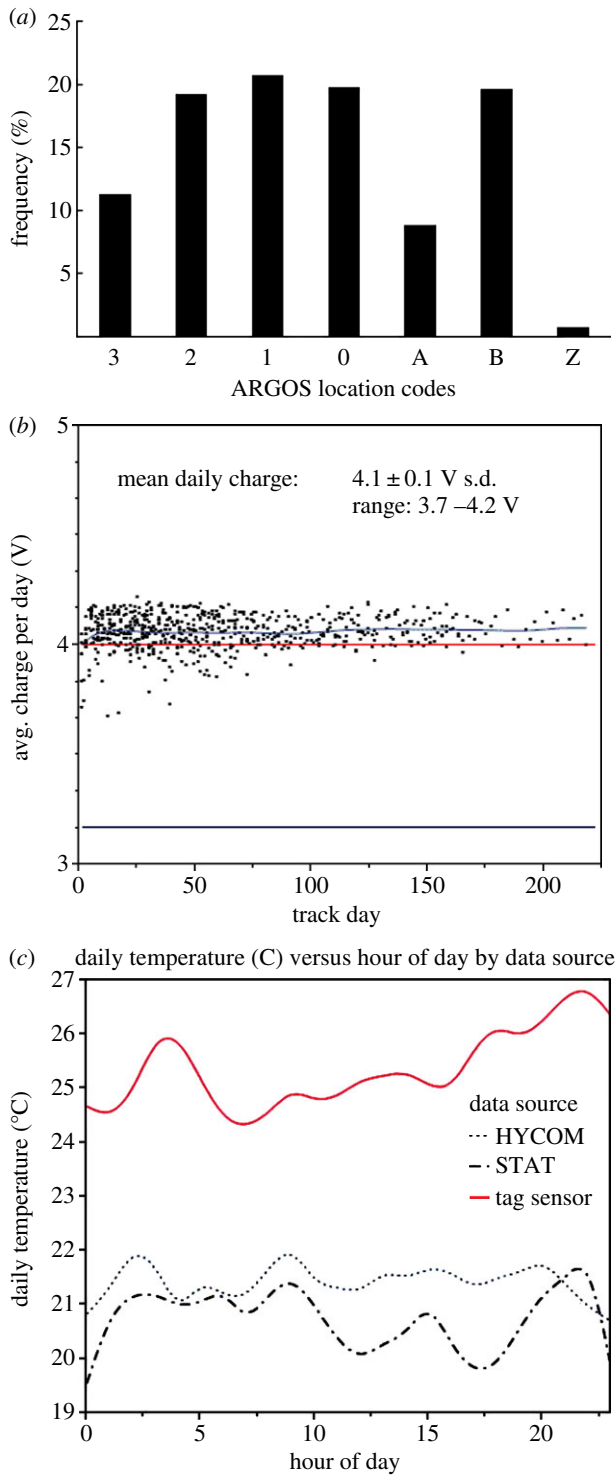 (a)
25
20
15
10
5
frequency (%)
3 2 1 0 A B Z
ARGOS location codes
(b)
5
4
3
avg. charge per day (V)
mean daily charge: 4.1 ± 0.1 V s.d.
range: 3.7 –4.2 V
0 50 100 150 200
track day
(c) daily temperature (C) versus hour of day by data source
27
26
25
24
23
22
21
20
19
daily temperature (°C)
data source
HYCOM
STAT
tag sensor
0 5 10 15 20
hour of day